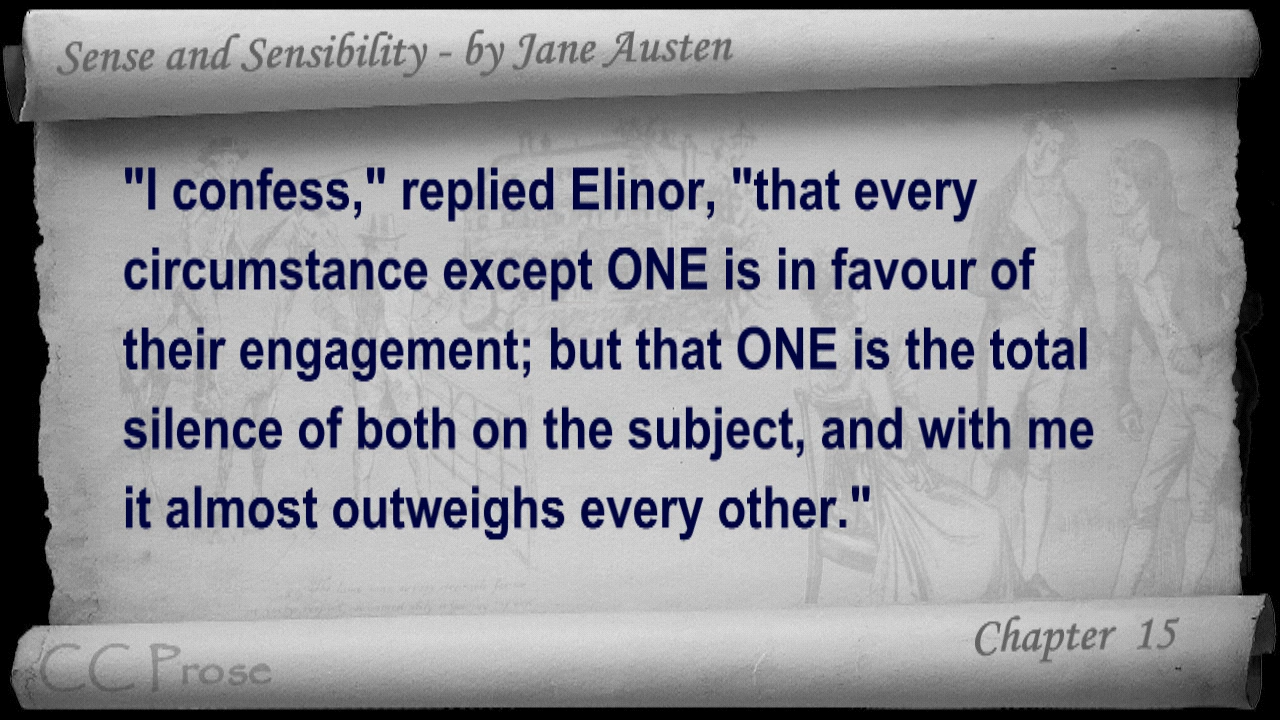 Sense and Sensibility - by Jane Austen
"I confess," replied Elinor, "that every
circumstance except ONE is in favour of
their engagement; but that ONE is the total
silence of both on the subject, and with me
it almost outweighs every other."
Chapter 15
CC Prose